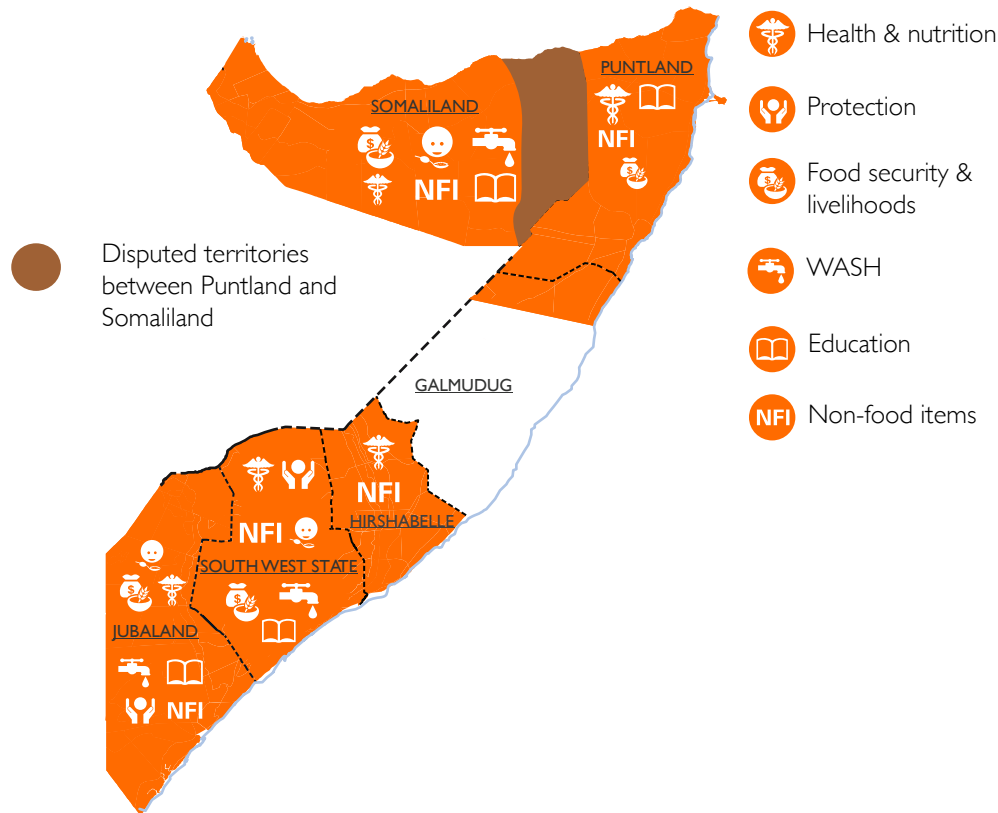 PUNTLAND
NFI
SOMALILAND
$
NFI
$
Health & nutrition
Protection
$
Food security &
livelihoods
WASH
Education
NFI
Non-food items
Disputed territories
between Puntland and
Somaliland
GALMUDUG
NFI
HIRSHABELLE
NFI
SOUTH WEST STATE
$
$
JUBALAND
NFI